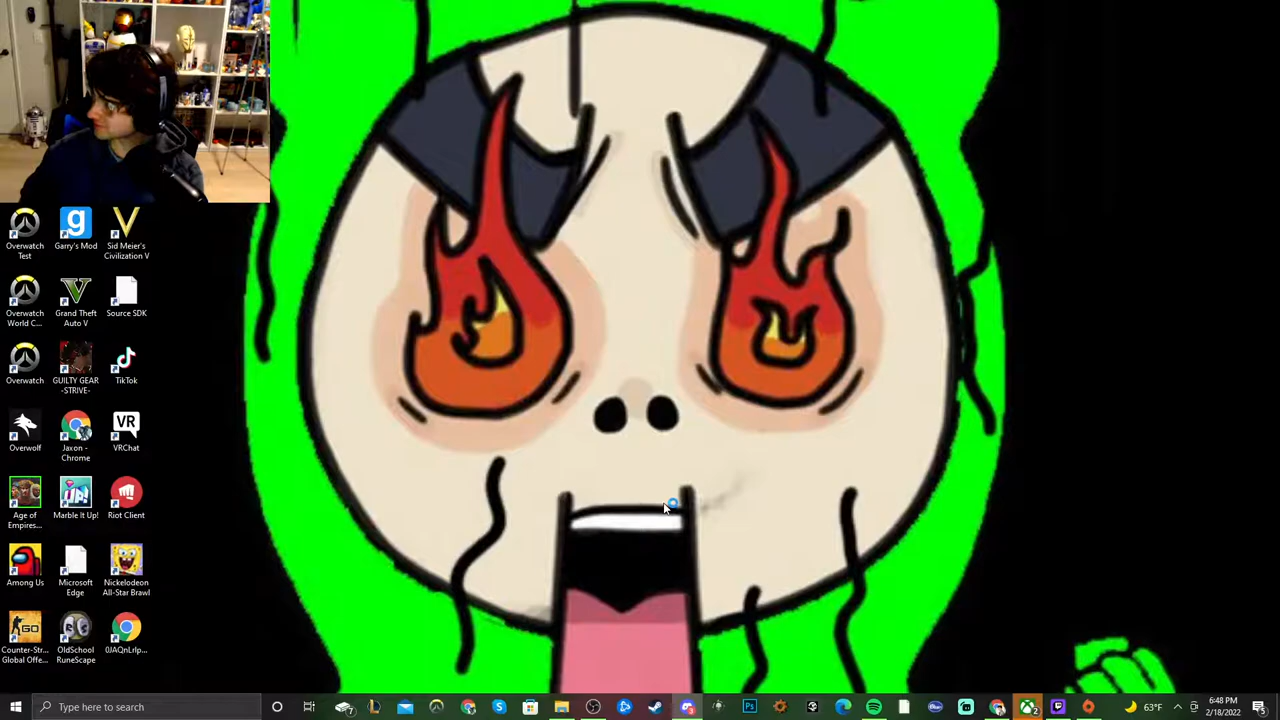 Overwatch
Test
Garry's Mod
Sid Meier's
Civilization V
Overwatch
World C...
Grand Theft
Auto V
Source SDK
Overwatch
GUILTY GEAR
-STRIVE-
TikTok
Overwolf
Jaxon -
Chrome
VR
VRChat
Age of
Empires...
Marble It Up!
Riot Client
Among Us
Microsoft
Edge
Nickelodeon
All-Star Brawl
GO
Counter-Str...
Global Offe...
OldSchool
RuneScape
0JAQnLrlp...
Type here to search
Ps
63°F
6:48 PM
2/18/2022